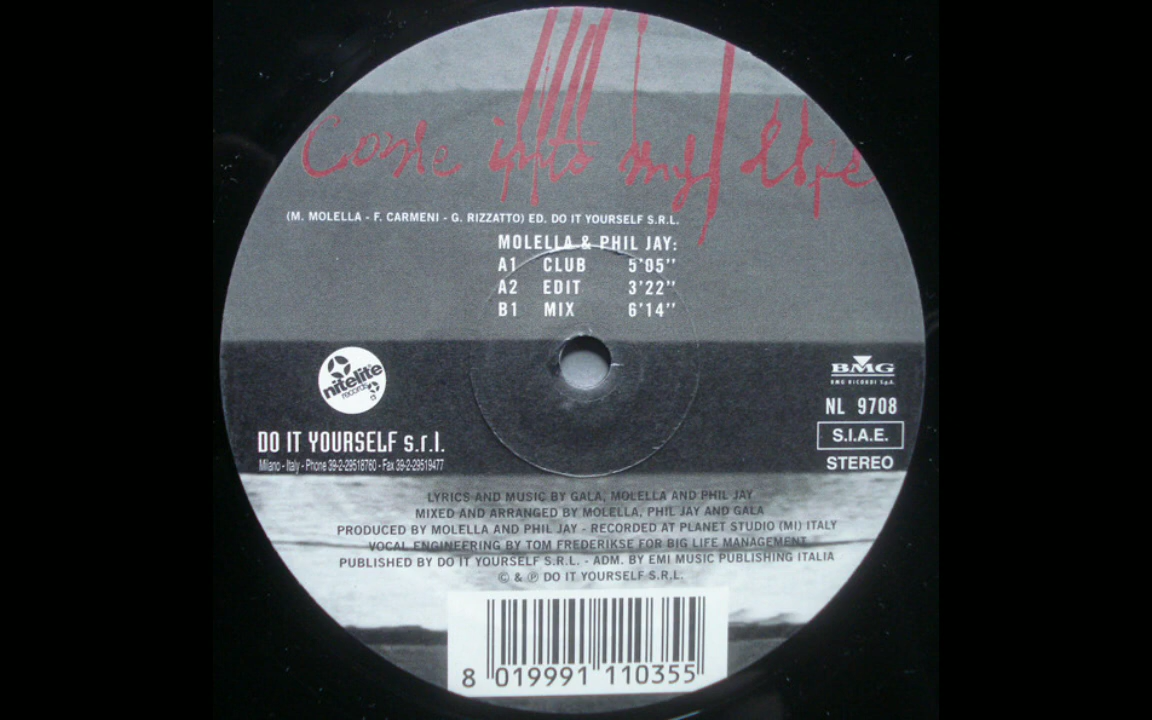 Come into my life
(M. MOLELLA - F. CARMENI - G. RIZZATTO) ED. DO IT YOURSELF S.R.L.
MOLELLA & PHIL JAY:
A1 CLUB 5'05''
A2 EDIT 3'22''
B1 MIX 6'14''
nitelite
records
BMG
BMG RICORDI S.p.A.
NL 9708
S.I.A.E.
STEREO
DO IT YOURSELF s.r.l.
Milano - Italy - Phone 39-2-29518760 - Fax 39-2-29519477
LYRICS AND MUSIC BY GALA, MOLELLA AND PHIL JAY
MIXED AND ARRANGED BY MOLELLA, PHIL JAY AND GALA
PRODUCED BY MOLELLA AND PHIL JAY - RECORDED AT PLANET STUDIO (MI) ITALY
VOCAL ENGINEERING BY TOM FREDERIKSE FOR BIG LIFE MANAGEMENT
PUBLISHED BY DO IT YOURSELF S.R.L. - ADM. BY EMI MUSIC PUBLISHING ITALIA
© & ℗ DO IT YOURSELF S.R.L.
8 019991 110355